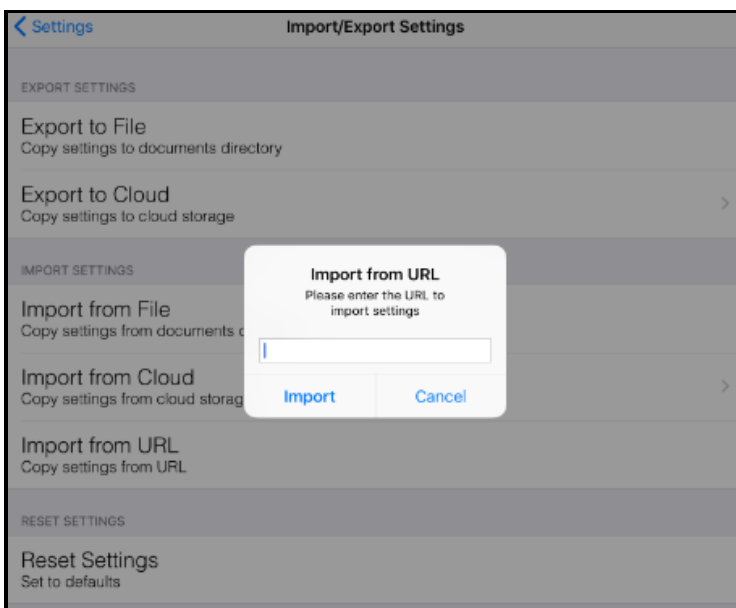 Settings
Import/Export Settings
EXPORT SETTINGS
Export to File
Copy settings to documents directory
Export to Cloud
Copy settings to cloud storage
IMPORT SETTINGS
Import from File
Copy settings from documents
Import from Cloud
Copy settings from cloud storag
Import from URL
Copy settings from URL
RESET SETTINGS
Reset Settings
Set to defaults
Import from URL
Please enter the URL to
import settings
Import
Cancel